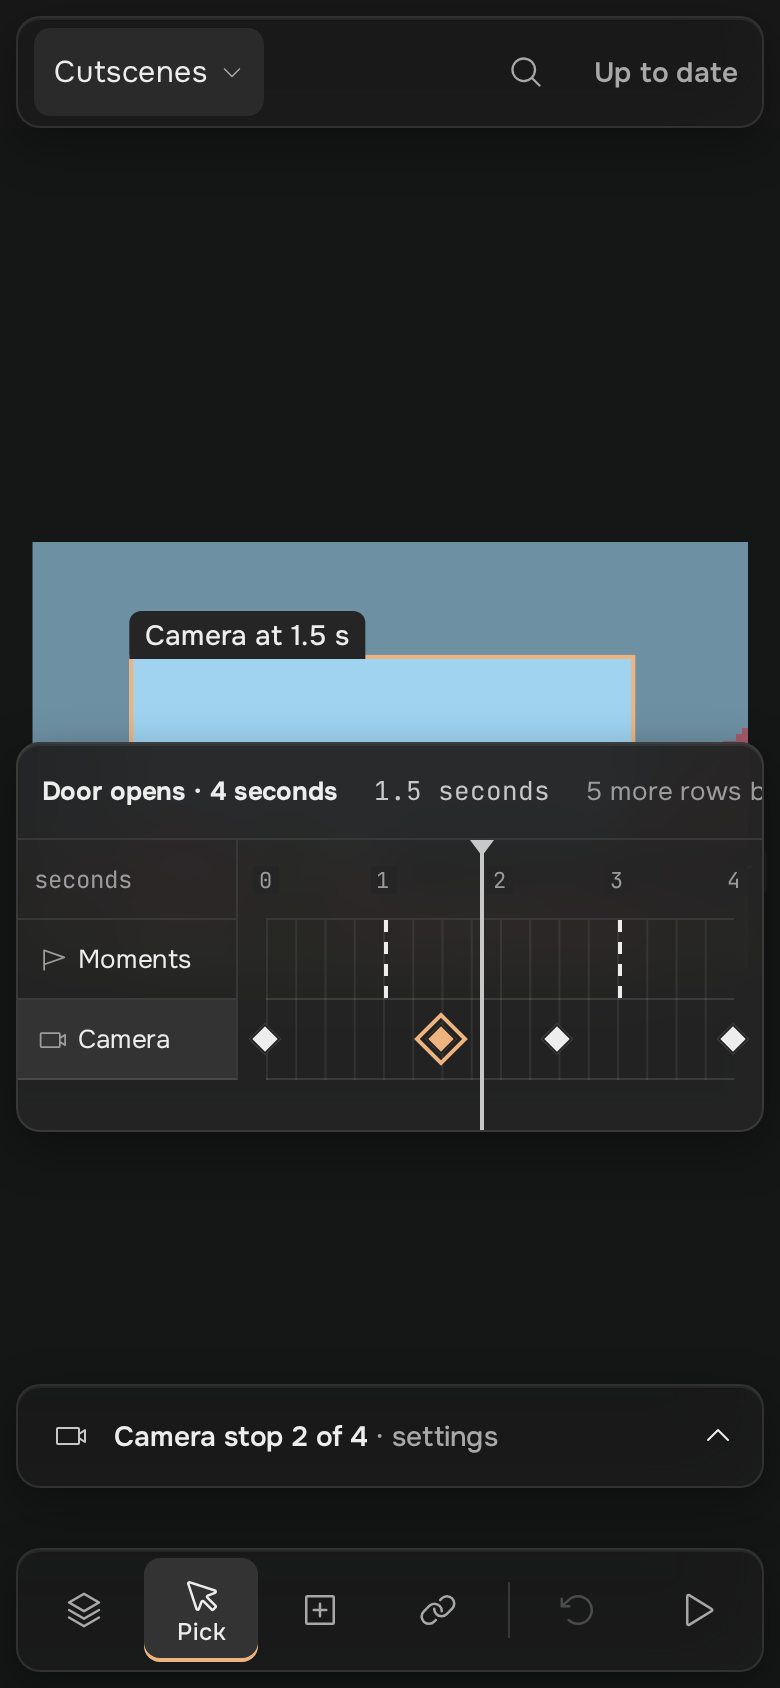 Cutscenes
Up to date
Camera at 1.5 s
Door opens · 4 seconds 1.5 seconds 5 more rows b
seconds 0 1 2 3 4
Moments
Camera
Camera stop 2 of 4 · settings
Pick